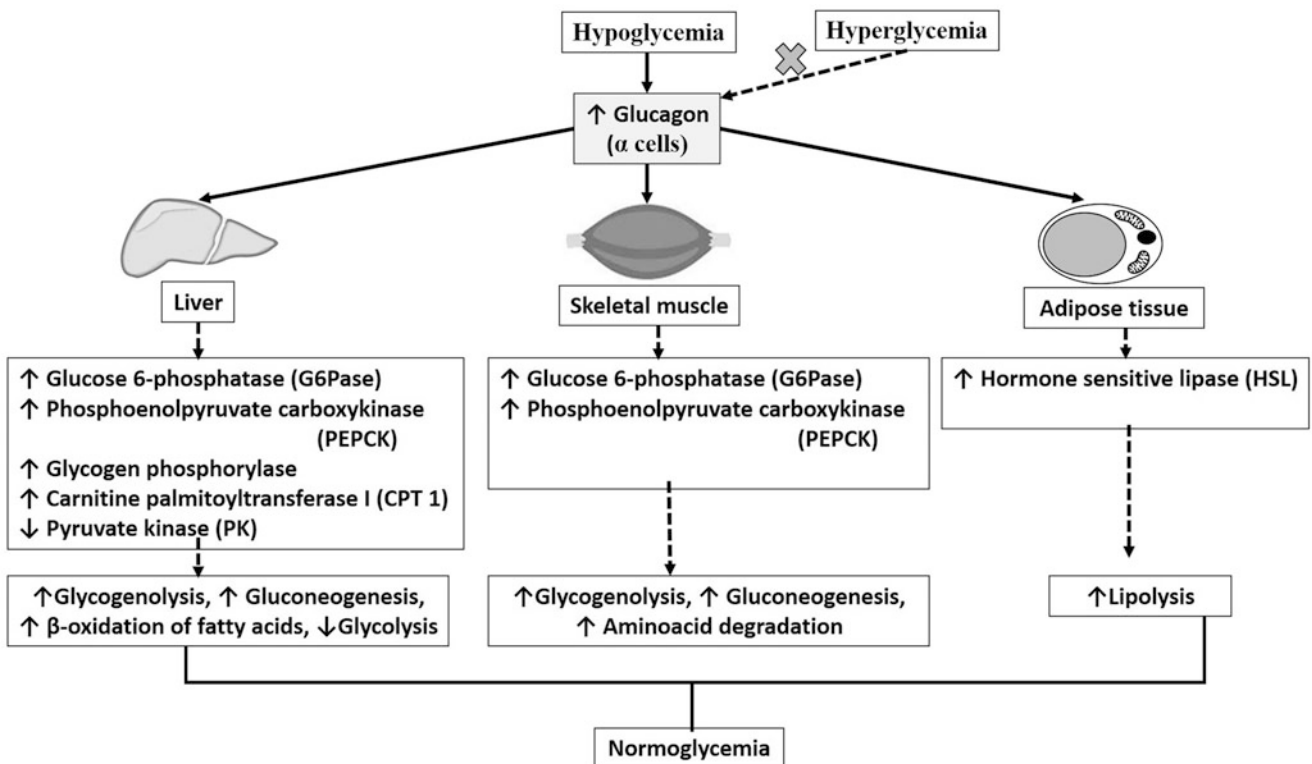 Hypoglycemia
Hyperglycemia
↑ Glucagon
(α cells)
Liver
Skeletal muscle
Adipose tissue
↑ Glucose 6-phosphatase (G6Pase)
↑ Phosphoenolpyruvate carboxykinase
(PEPCK)
↑ Glycogen phosphorylase
↑ Carnitine palmitoyltransferase I (CPT 1)
↓ Pyruvate kinase (PK)
↑ Glucose 6-phosphatase (G6Pase)
↑ Phosphoenolpyruvate carboxykinase
(PEPCK)
↑ Hormone sensitive lipase (HSL)
↑Glycogenolysis, ↑ Gluconeogenesis,
↑ β-oxidation of fatty acids, ↓Glycolysis
↑Glycogenolysis, ↑ Gluconeogenesis,
↑ Aminoacid degradation
↑Lipolysis
Normoglycemia